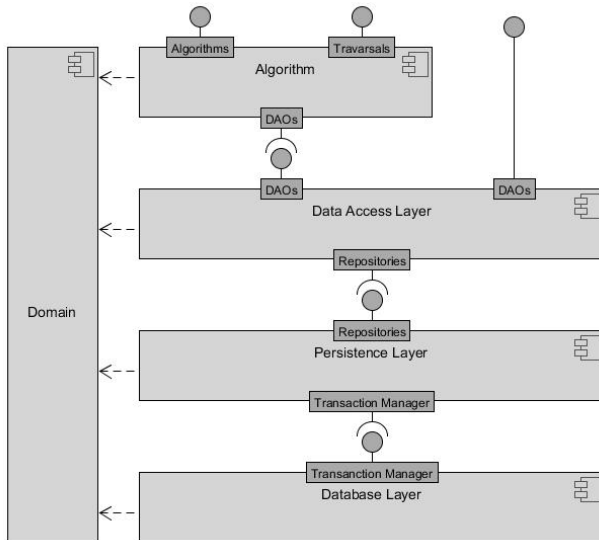 Algorithms
Travarsals
Algorithm
DAOs
DAOs
DAOs
Data Access Layer
Repositories
Domain
Repositories
Persistence Layer
Transaction Manager
Transanction Manager
Database Layer